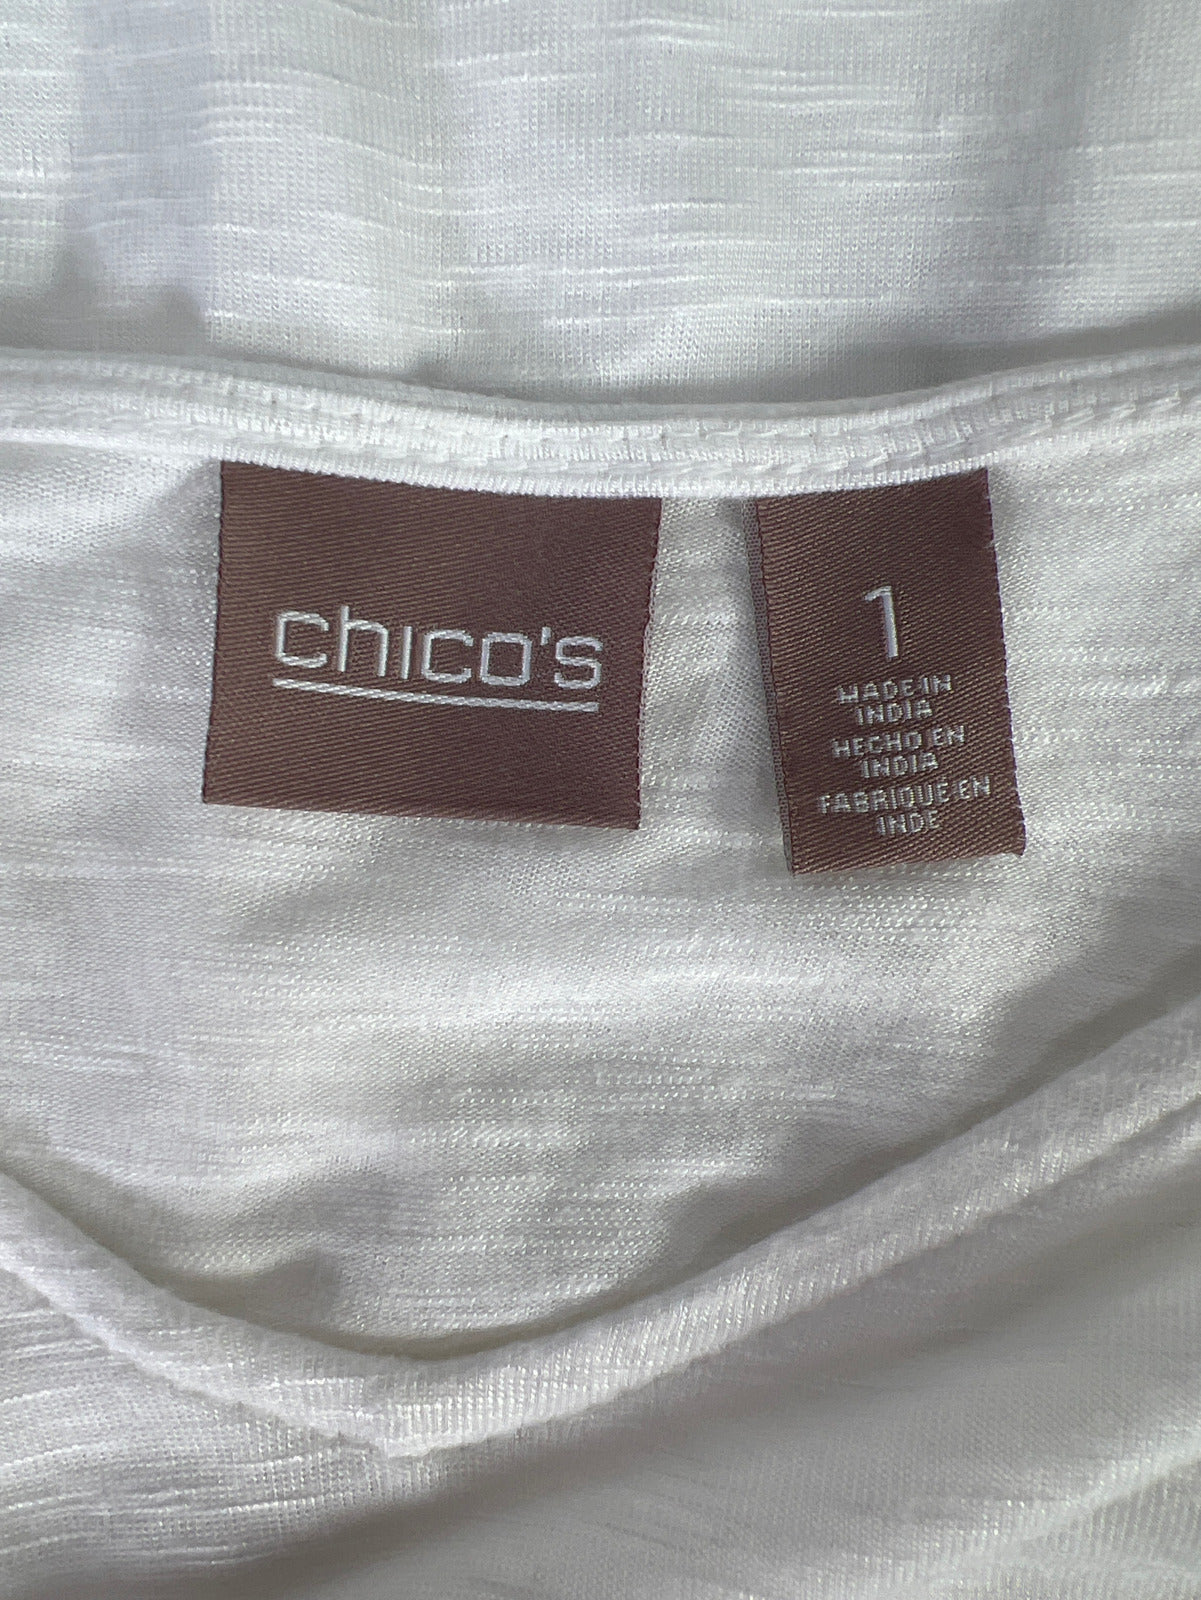 chico's
1
MADE IN
INDIA
HECHO EN
INDIA
FABRIQUE EN
INDE